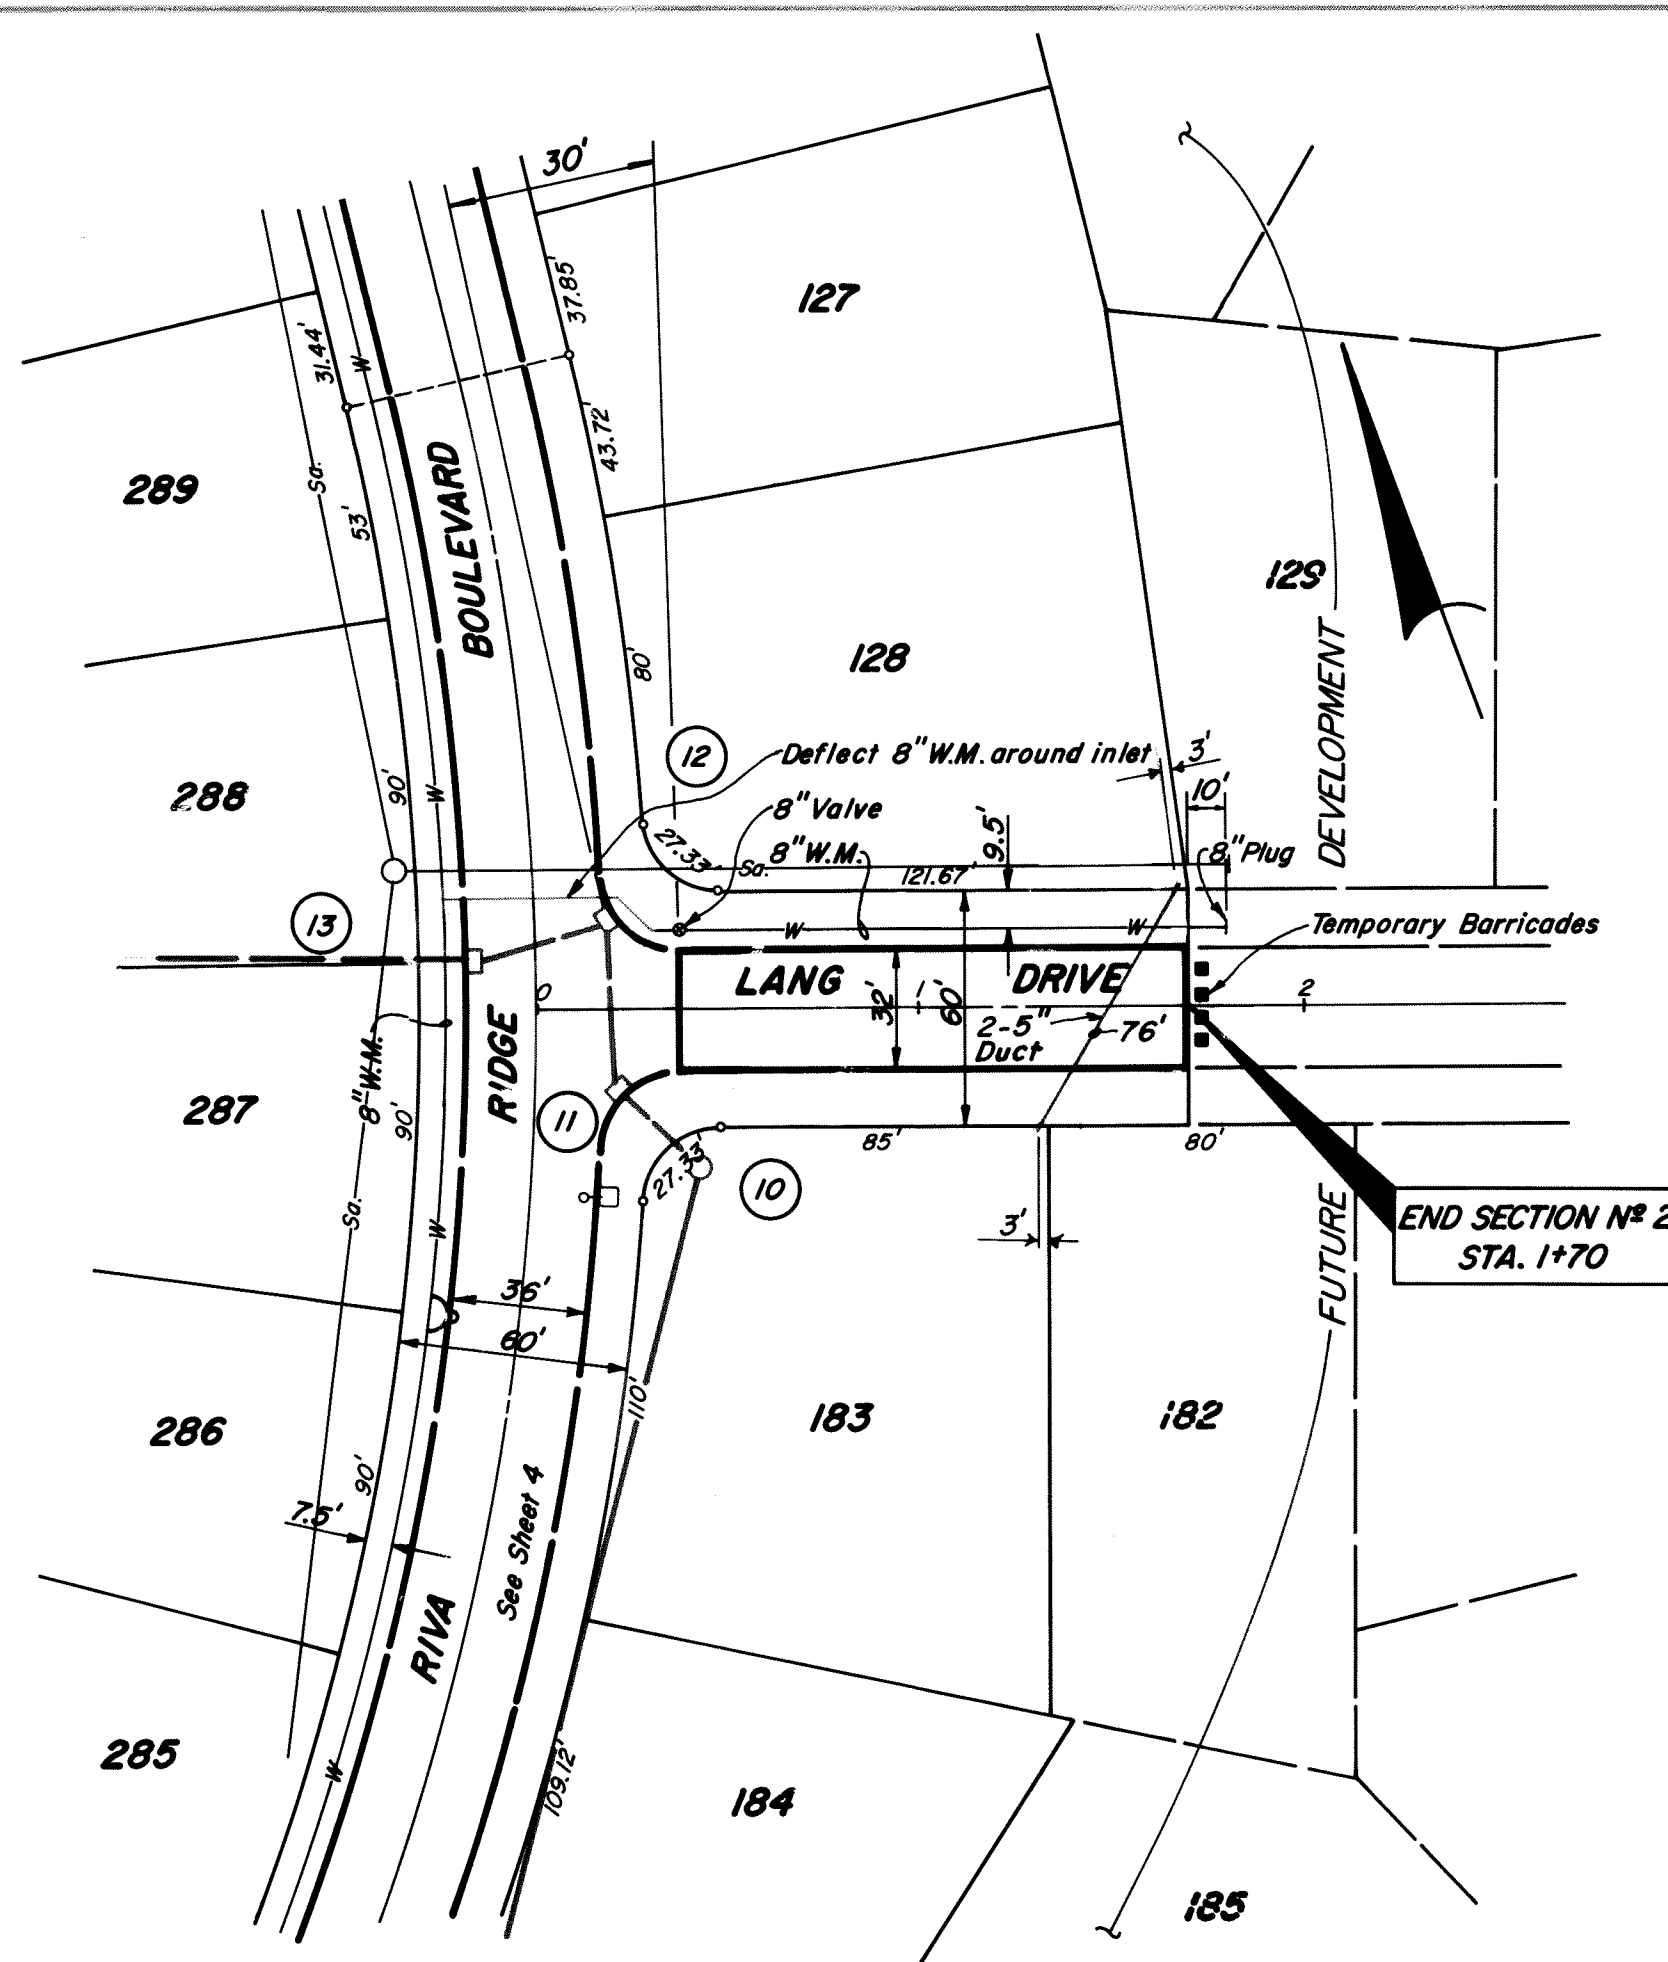 30'
37.85'
127
31.44'
W
43.72'
BOULEVARD
289
Sa.
53'
129
128
80'
DEVELOPMENT
12
Deflect 8" W.M. around inlet
3'
10'
288
90'
W
8" Valve
9.5'
27.33'
Sa.
8" W.M.
121.67'
8" Plug
13
W
W
Temporary Barricades
LANG DRIVE
0
1
2
32'
60'
2-5"
Duct
76'
RIDGE
8" W.M.
287
90'
11
85'
80'
27.33'
10
Sa.
W
3'
END SECTION Nº 2
STA. 1+70
FUTURE
36'
60'
110'
183
182
286
90'
7.5'
See Sheet 4
RIVA
285
W
109.12'
184
185